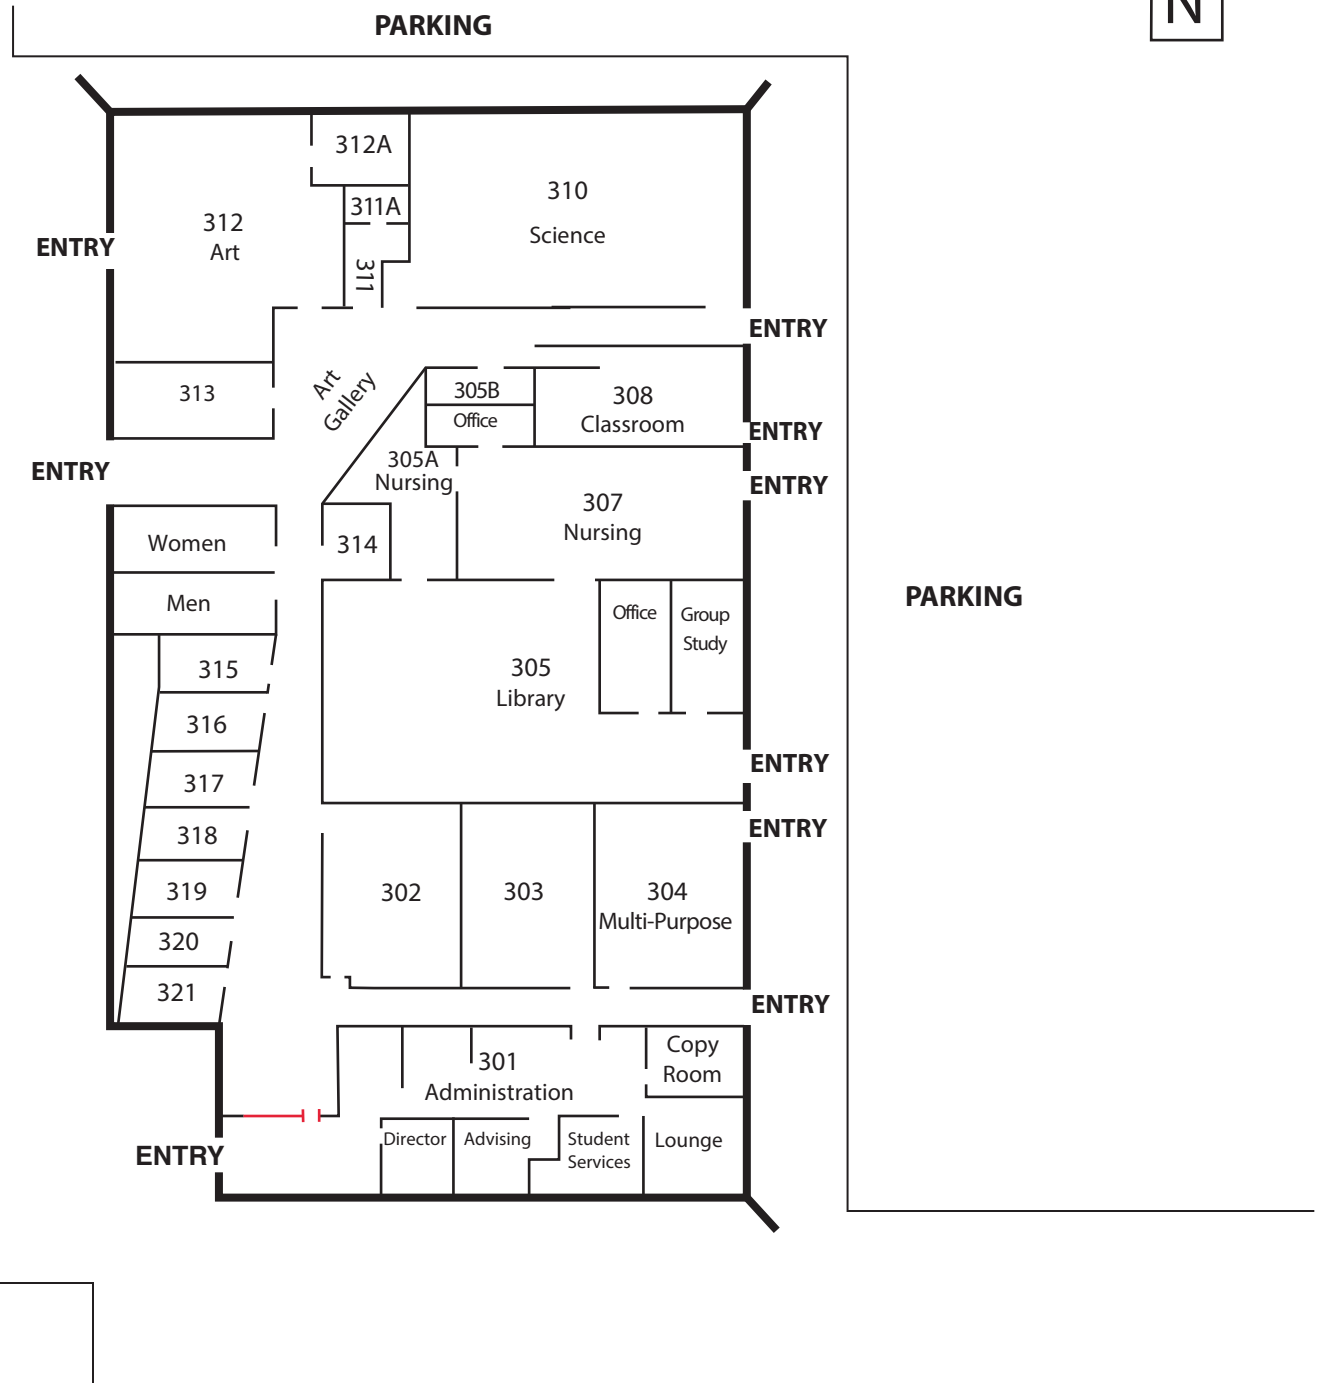 PARKING
N
312A
310
Science
311A
312
Art
ENTRY
311
ENTRY
313
Art
Gallery
305B
Office
308
Classroom
ENTRY
305A
Nursing
ENTRY
ENTRY
307
Nursing
Women
314
Men
PARKING
Office
Group
Study
315
305
Library
316
317
ENTRY
318
ENTRY
319
302
303
304
Multi-Purpose
320
321
ENTRY
301
Administration
Copy
Room
Director
Advising
Student
Services
Lounge
ENTRY